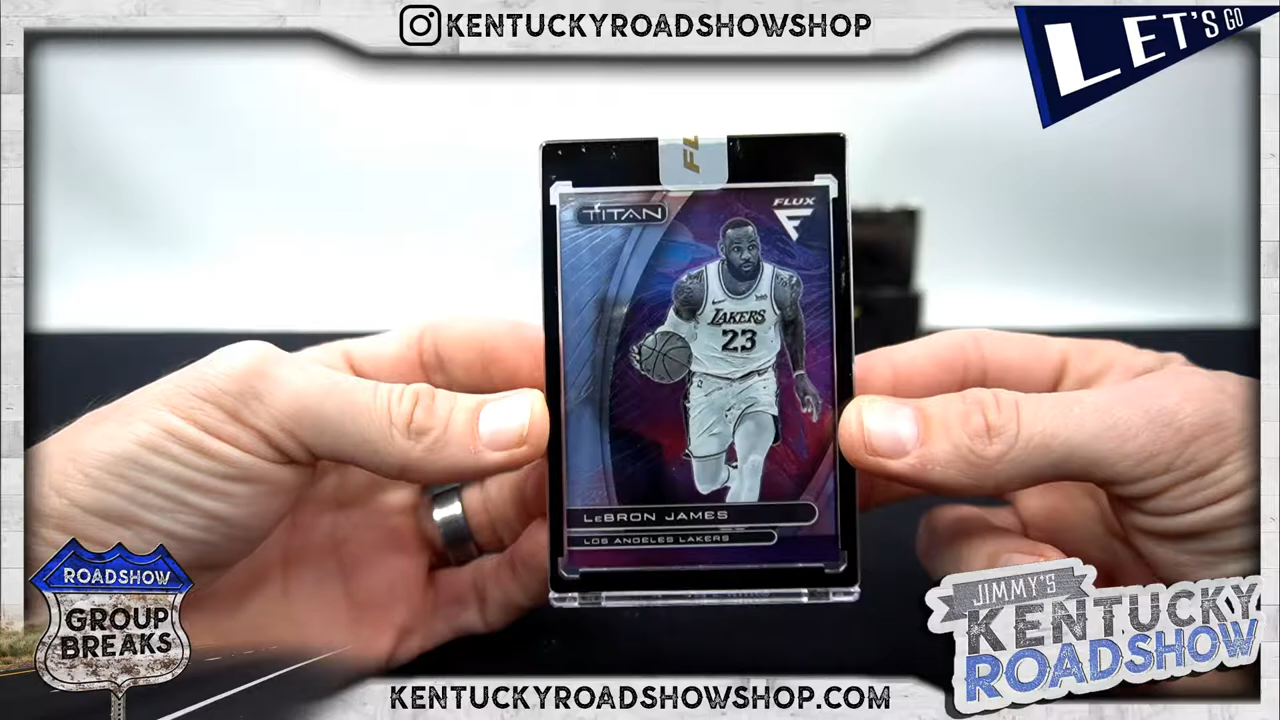 KENTUCKYROADSHOWSHOP
LET'S GO
FL
TITAN
FLUX
LAKERS
23
LEBRON JAMES
LOS ANGELES LAKERS
ROADSHOW
GROUP
BREAKS
JIMMY'S
KENTUCKY
ROADSHOW
KENTUCKYROADSHOWSHOP.COM